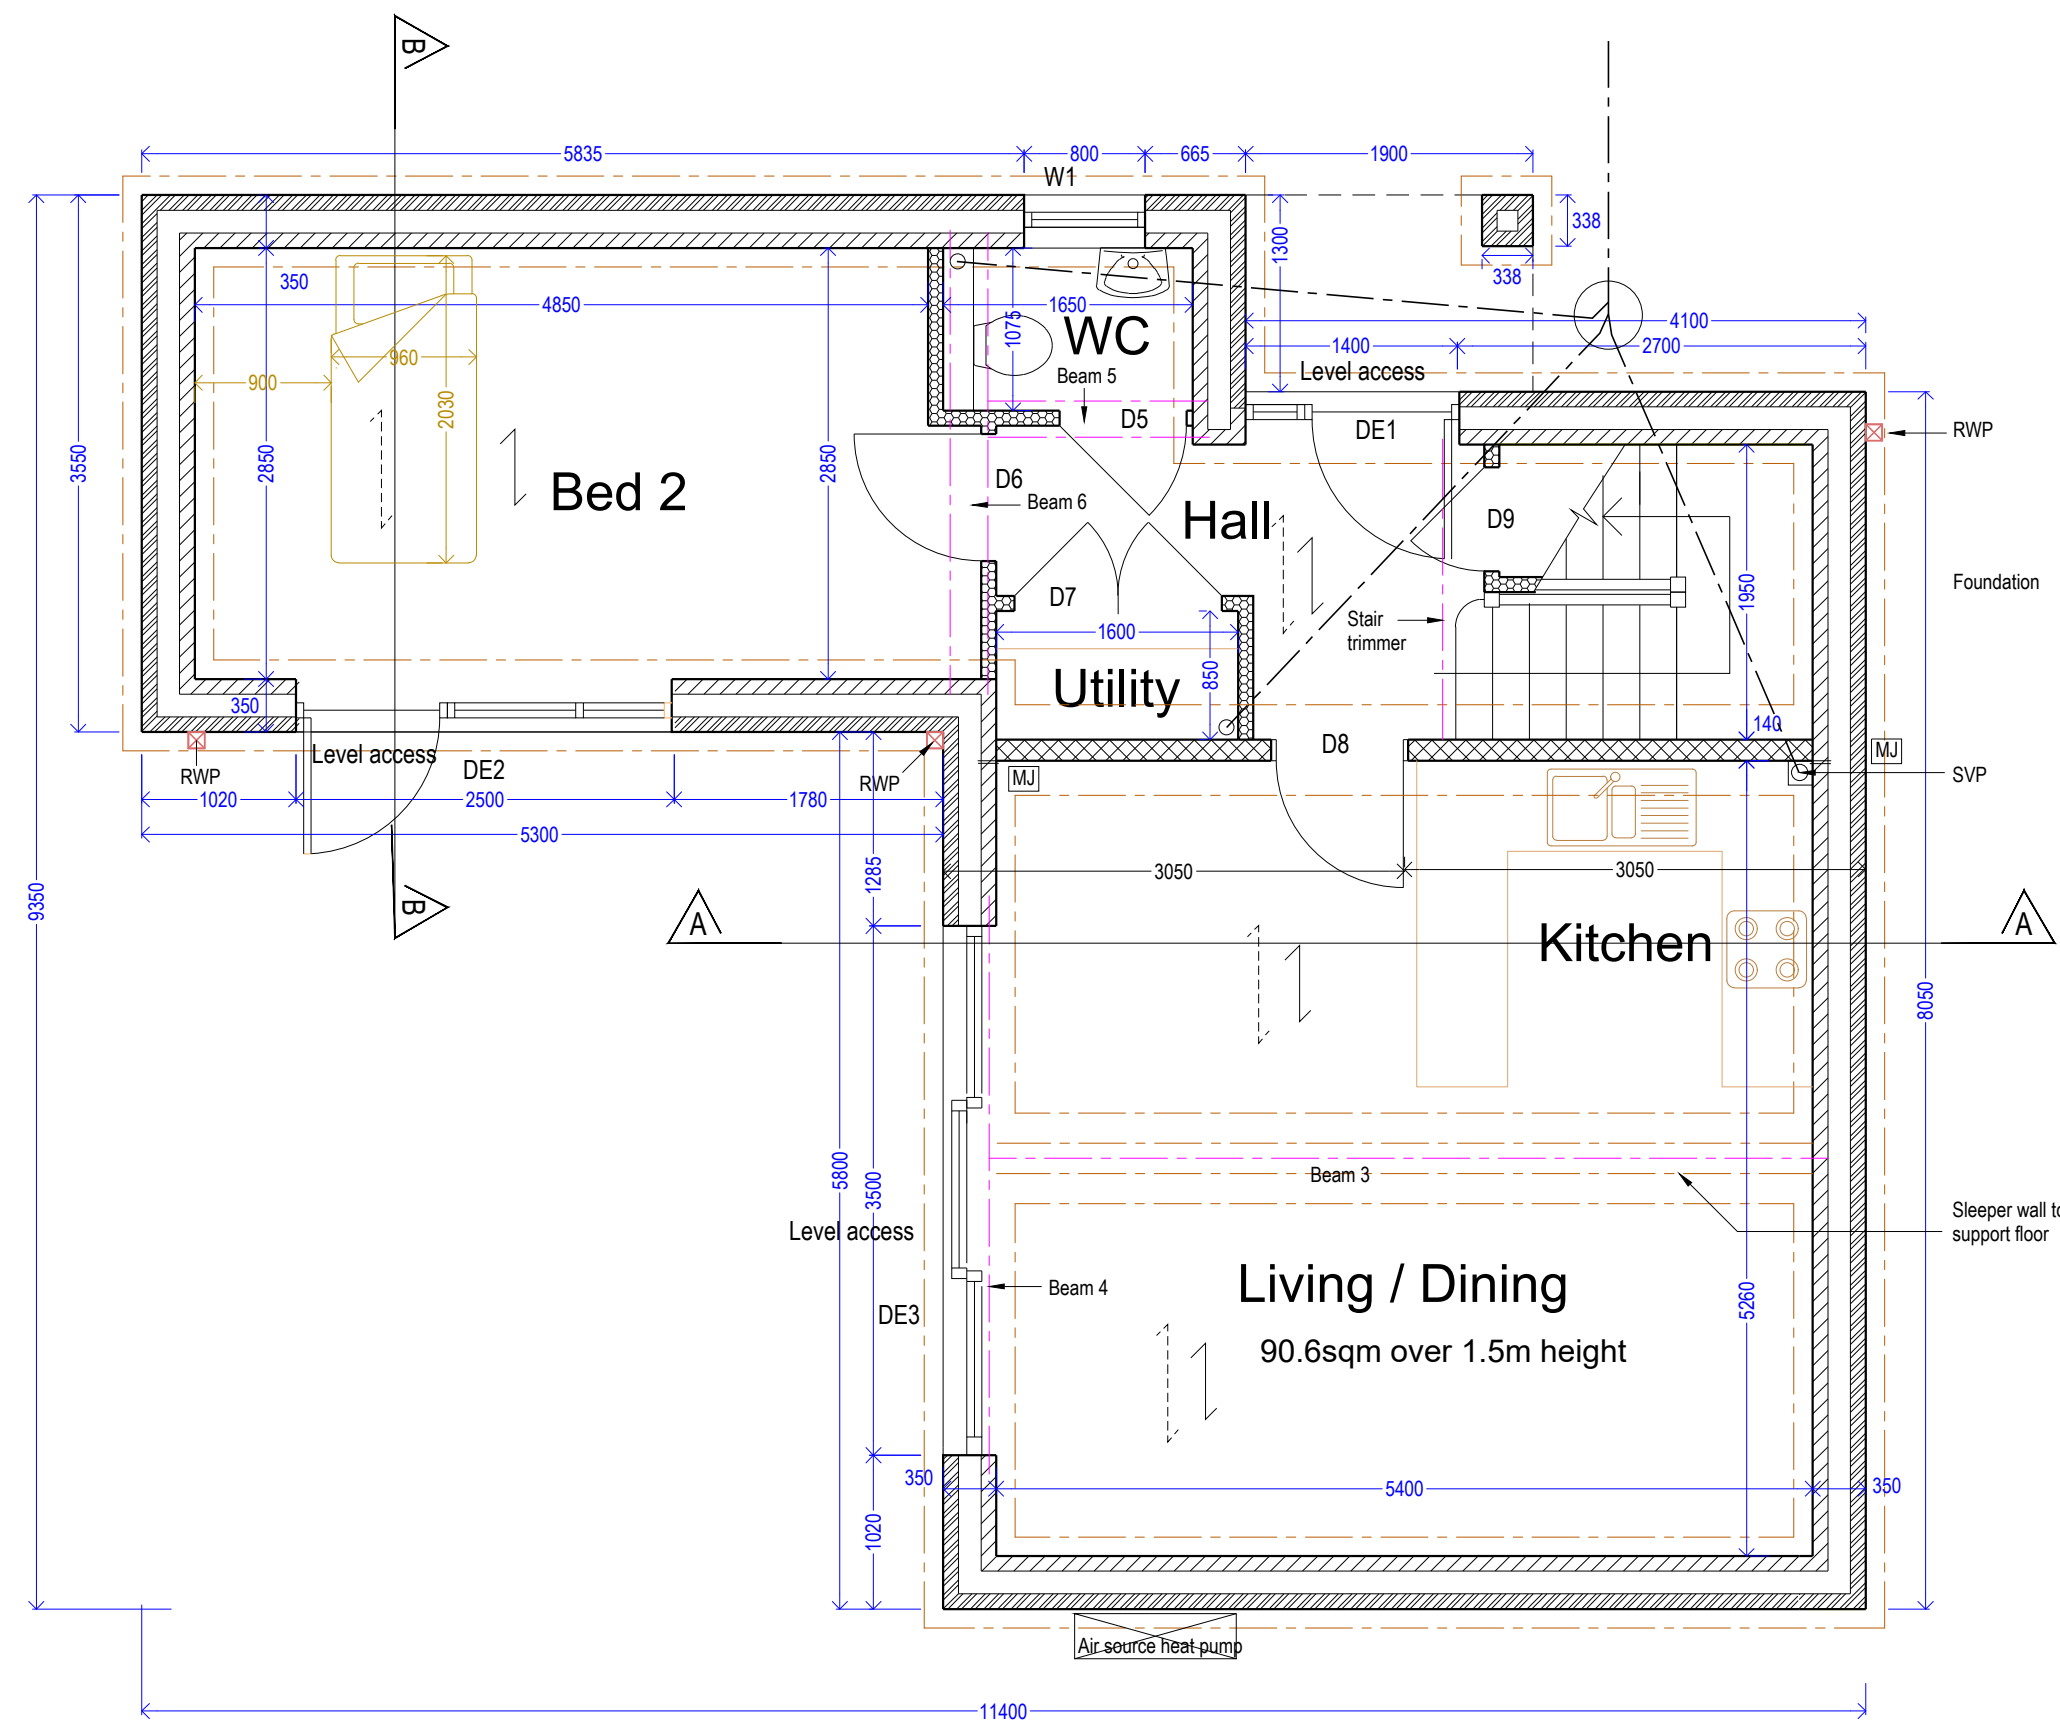 B
5835
800
665
1900
W1
338
338
1300
350
4850
1650
1075
WC
4100
1400
2700
960
900
2030
Beam 5
Level access
D5
DE1
RWP
3550
2850
2850
Bed 2
D6
Beam 6
Hall
D9
Foundation
D7
1600
Stair
trimmer
1950
Utility
850
350
140
D8
Level access
DE2
RWP
RWP
MJ
MJ
SVP
1020
2500
1780
5300
1285
3050
3050
9350
B
A
A
Kitchen
8050
5800
3500
Beam 3
Sleeper wall to
support floor
Level access
Beam 4
Living / Dining
DE3
5260
90.6sqm over 1.5m height
350
5400
350
1020
Air source heat pump
11400